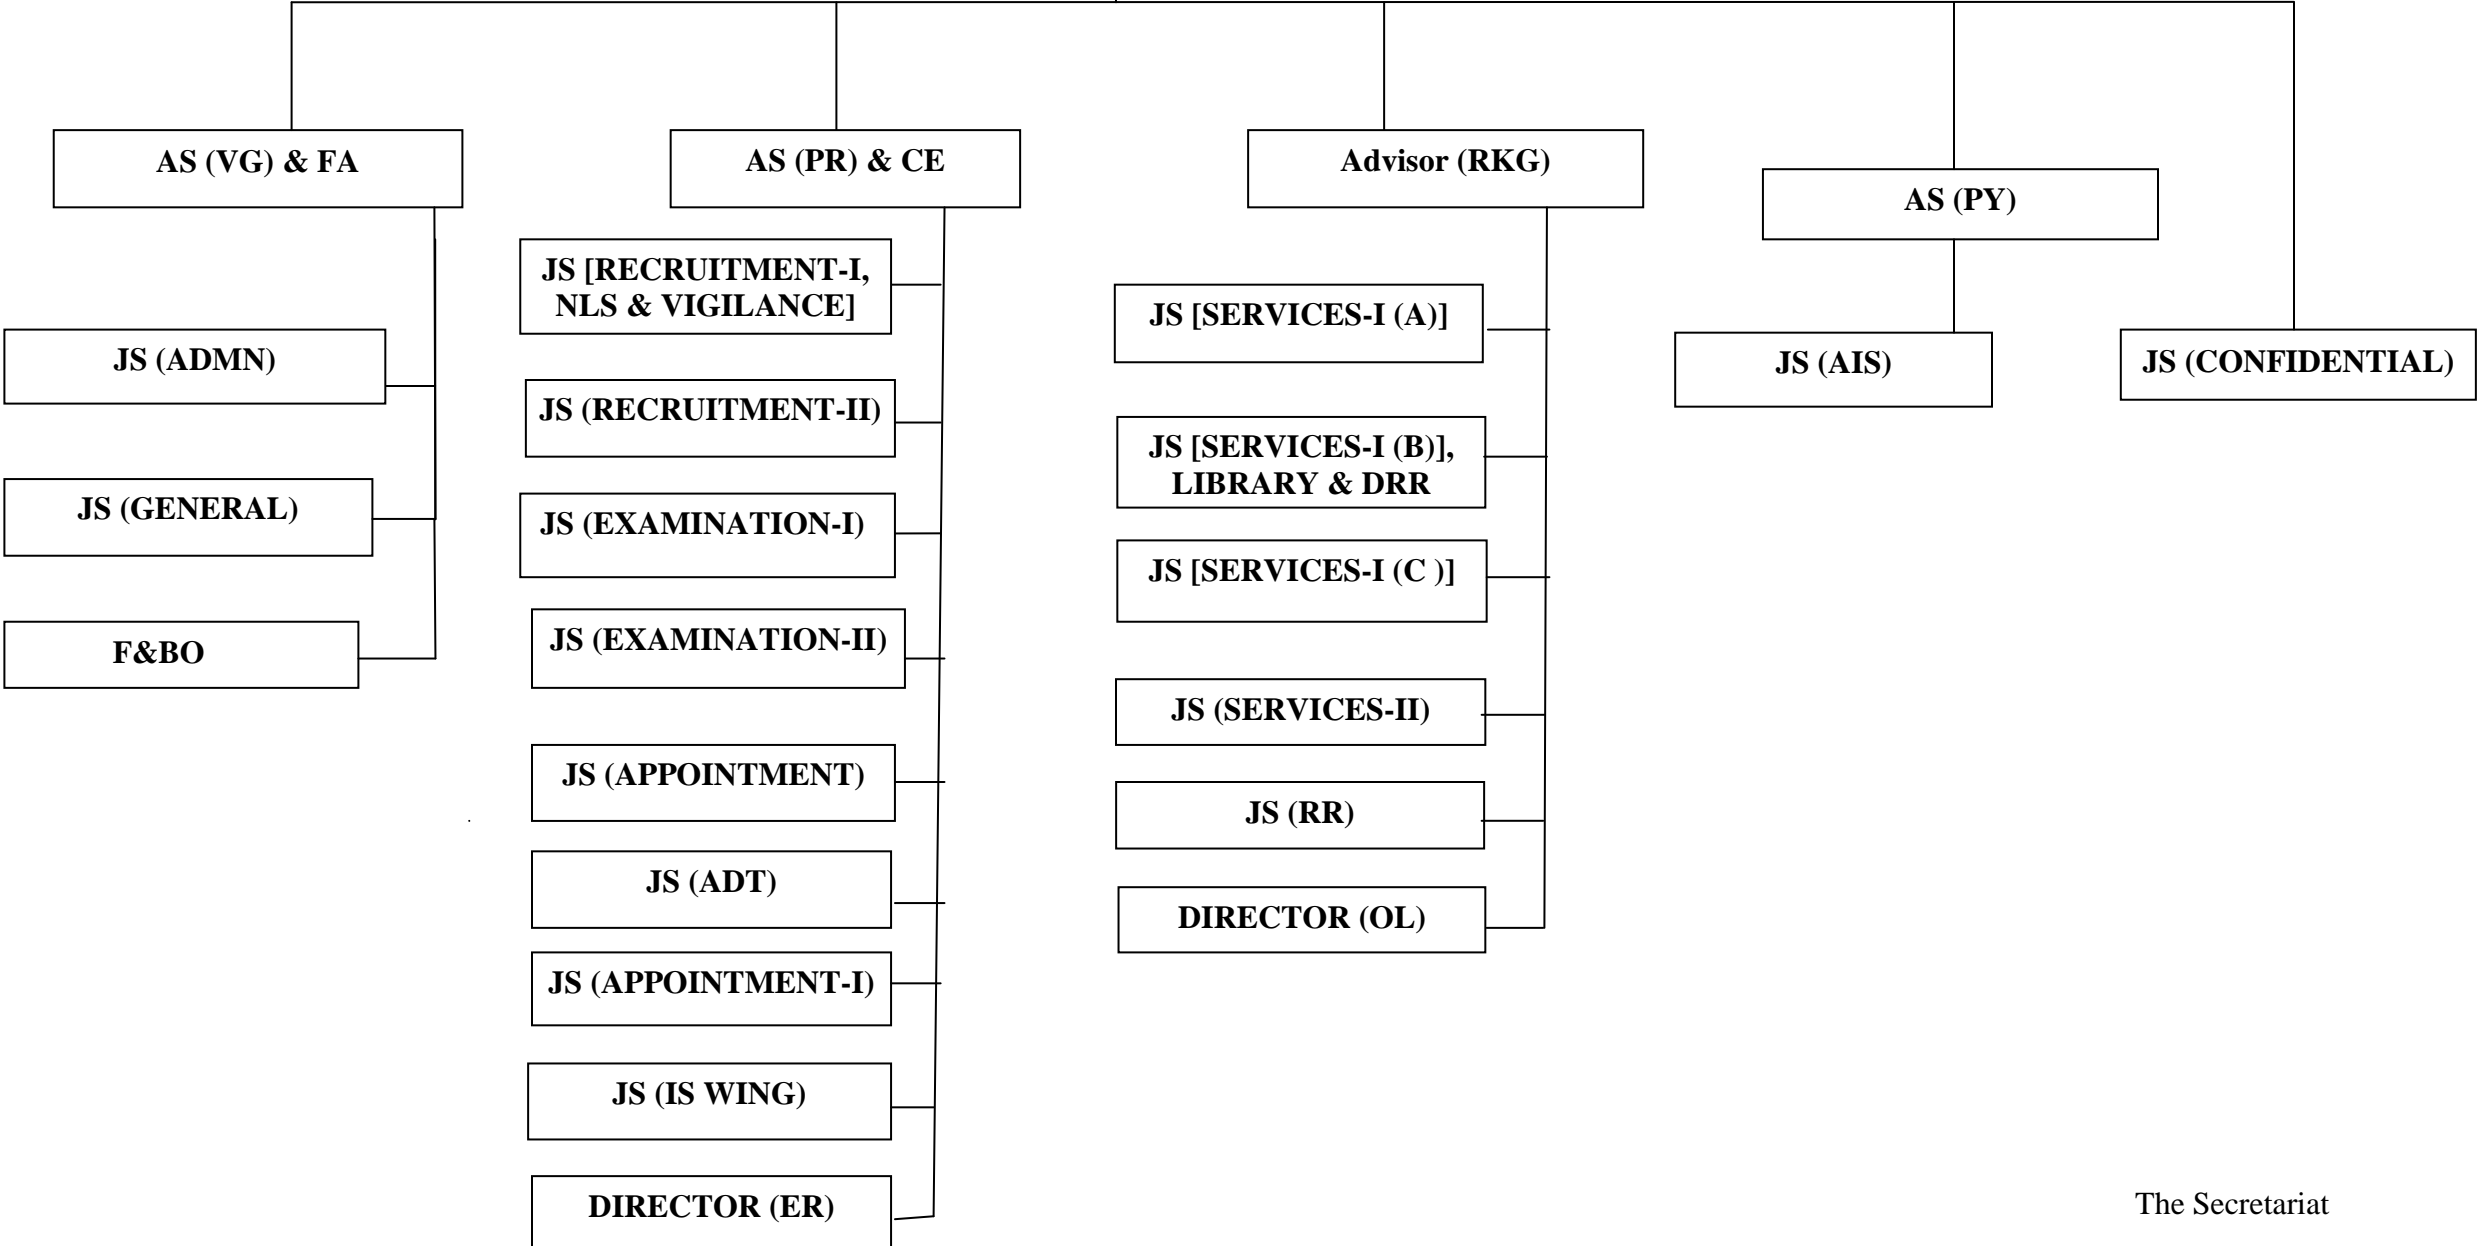 AS (VG) & FA
AS (PR) & CE
Advisor (RKG)
AS (PY)
JS (ADMN)
JS (GENERAL)
F&BO
JS [RECRUITMENT-I,
NLS & VIGILANCE]
JS (RECRUITMENT-II)
JS (EXAMINATION-I)
JS (EXAMINATION-II)
JS (APPOINTMENT)
JS (ADT)
JS (APPOINTMENT-I)
JS (IS WING)
DIRECTOR (ER)
JS [SERVICES-I (A)]
JS [SERVICES-I (B)],
LIBRARY & DRR
JS [SERVICES-I (C )]
JS (SERVICES-II)
JS (RR)
DIRECTOR (OL)
JS (AIS)
JS (CONFIDENTIAL)
The Secretariat